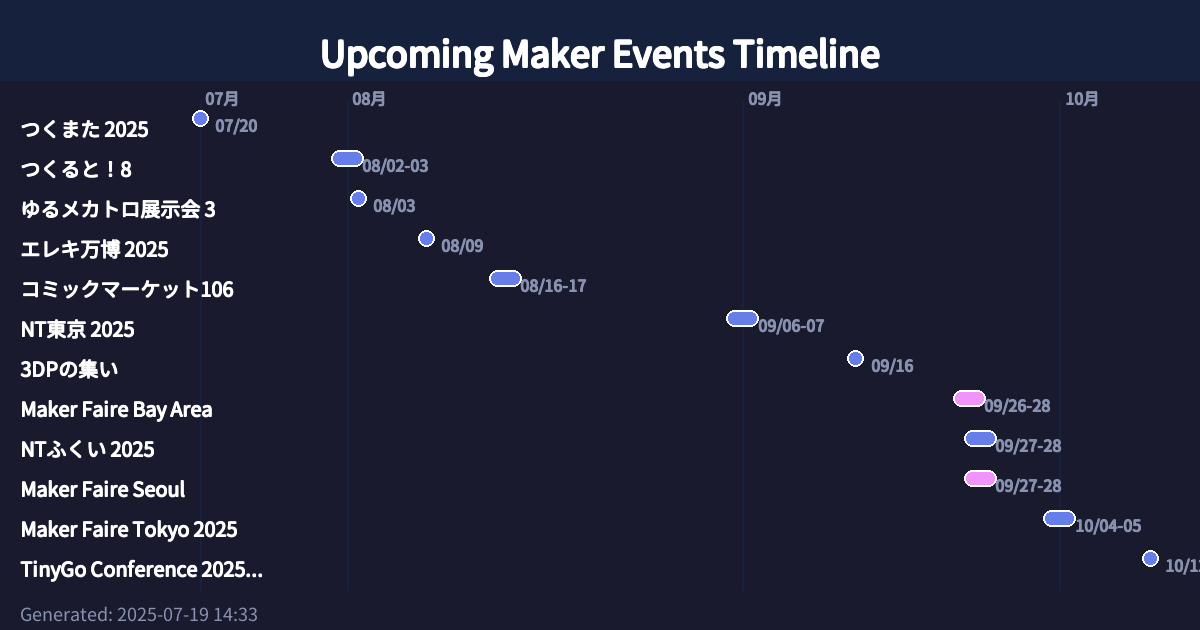 Upcoming Maker Events Timeline
07月 08月 09月 10月
つくまた 2025 07/20
つくると！8 08/02-03
ゆるメカトロ展示会 3 08/03
エレキ万博 2025 08/09
コミックマーケット106 08/16-17
NT東京 2025 09/06-07
3DPの集い 09/16
Maker Faire Bay Area 09/26-28
NTふくい 2025 09/27-28
Maker Faire Seoul 09/27-28
Maker Faire Tokyo 2025 10/04-05
TinyGo Conference 2025...
Generated: 2025-07-19 14:33